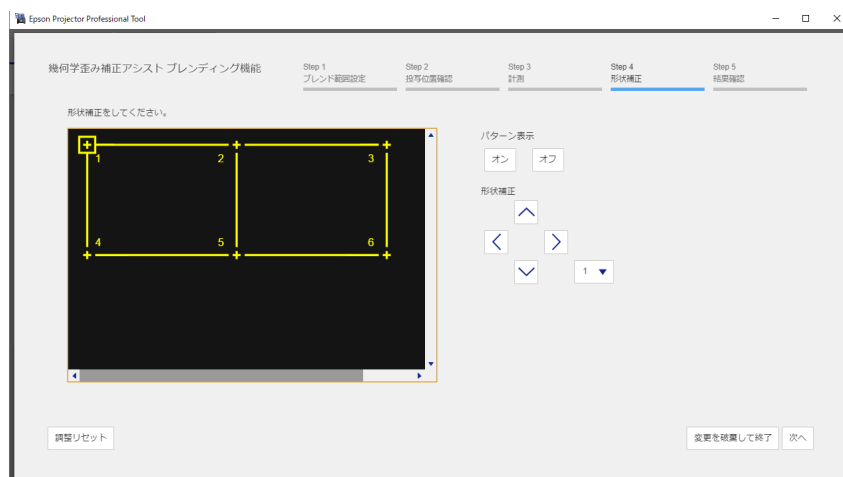 Epson Projector Professional Tool
幾何学歪み補正アシスト ブレンディング機能
Step 1
ブレンド範囲設定
Step 2
投写位置確認
Step 3
計測
Step 4
形状補正
Step 5
結果確認
形状補正をしてください。
1
2
3
4
5
6
パターン表示
オン
オフ
形状補正
1
調整リセット
変更を破棄して終了
次へ